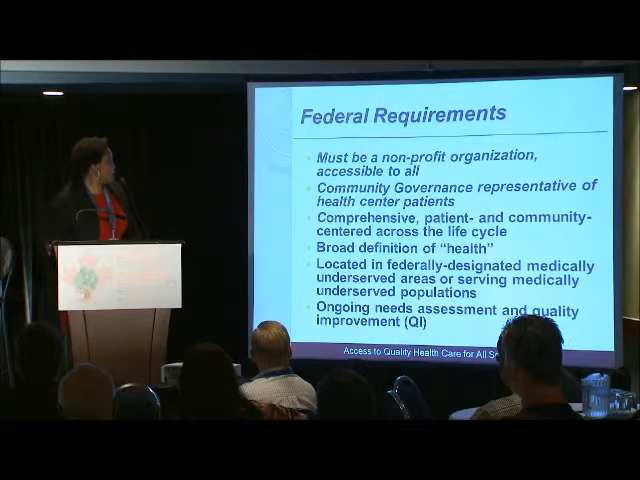 Federal Requirements
Must be a non-profit organization,
accessible to all
Community Governance representative of
health center patients
Comprehensive, patient- and community-
centered across the life cycle
Broad definition of “health”
Located in federally-designated medically
underserved areas or serving medically
underserved populations
Ongoing needs assessment and quality
improvement (QI)
Access to Quality Health Care for All